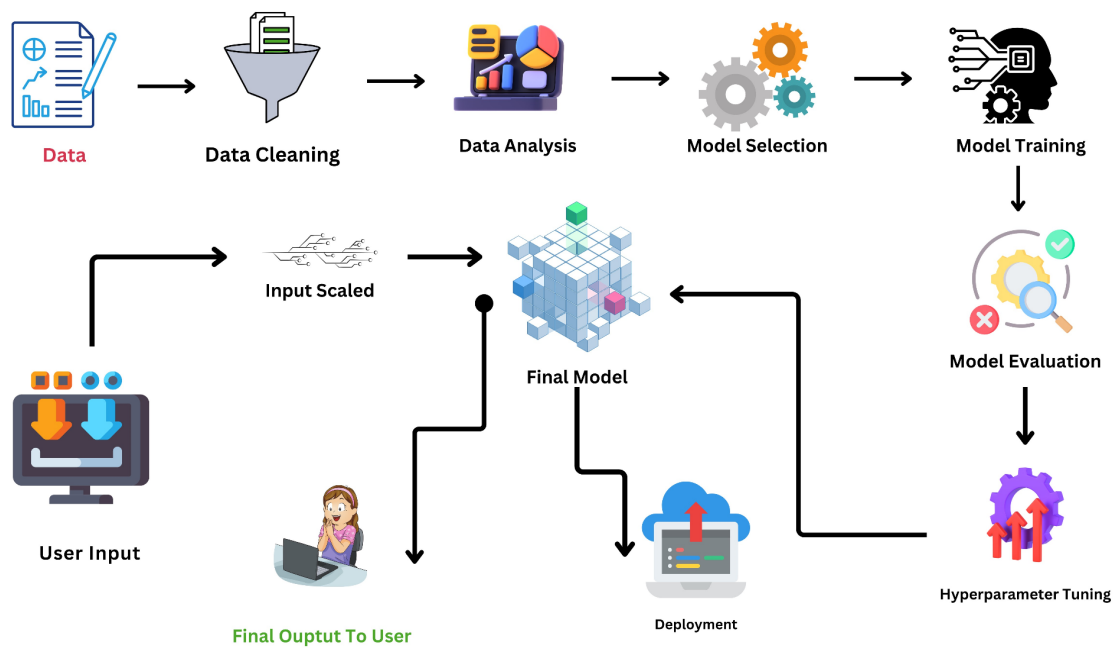 Data
Data Cleaning
Data Analysis
Model Selection
Model Training
Input Scaled
Final Model
Model Evaluation
User Input
Hyperparameter Tuning
Deployment
Final Ouptut To User